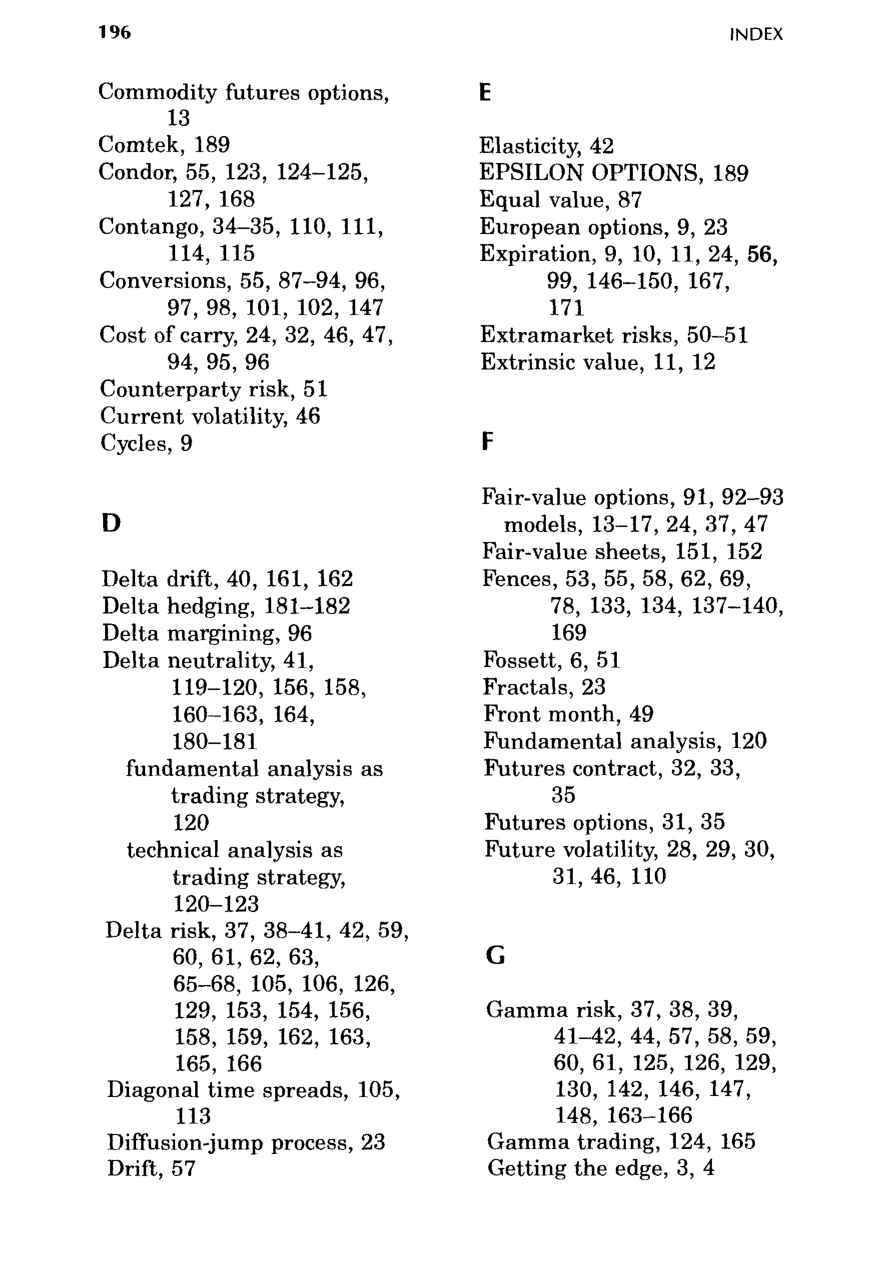 196
INDEX
Commodity futures options,
13
Comtek, 189
Condor, 55, 123, 124–125,
127, 168
Contango, 34–35, 110, 111,
114, 115
Conversions, 55, 87–94, 96,
97, 98, 101, 102, 147
Cost of carry, 24, 32, 46, 47,
94, 95, 96
Counterparty risk, 51
Current volatility, 46
Cycles, 9
D
Delta drift, 40, 161, 162
Delta hedging, 181–182
Delta margining, 96
Delta neutrality, 41,
119–120, 156, 158,
160–163, 164,
180–181
fundamental analysis as
trading strategy,
120
technical analysis as
trading strategy,
120–123
Delta risk, 37, 38–41, 42, 59,
60, 61, 62, 63,
65–68, 105, 106, 126,
129, 153, 154, 156,
158, 159, 162, 163,
165, 166
Diagonal time spreads, 105,
113
Diffusion-jump process, 23
Drift, 57
E
Elasticity, 42
EPSILON OPTIONS, 189
Equal value, 87
European options, 9, 23
Expiration, 9, 10, 11, 24, 56,
99, 146–150, 167,
171
Extramarket risks, 50–51
Extrinsic value, 11, 12
F
Fair-value options, 91, 92–93
models, 13–17, 24, 37, 47
Fair-value sheets, 151, 152
Fences, 53, 55, 58, 62, 69,
78, 133, 134, 137–140,
169
Fossett, 6, 51
Fractals, 23
Front month, 49
Fundamental analysis, 120
Futures contract, 32, 33,
35
Futures options, 31, 35
Future volatility, 28, 29, 30,
31, 46, 110
G
Gamma risk, 37, 38, 39,
41–42, 44, 57, 58, 59,
60, 61, 125, 126, 129,
130, 142, 146, 147,
148, 163–166
Gamma trading, 124, 165
Getting the edge, 3, 4